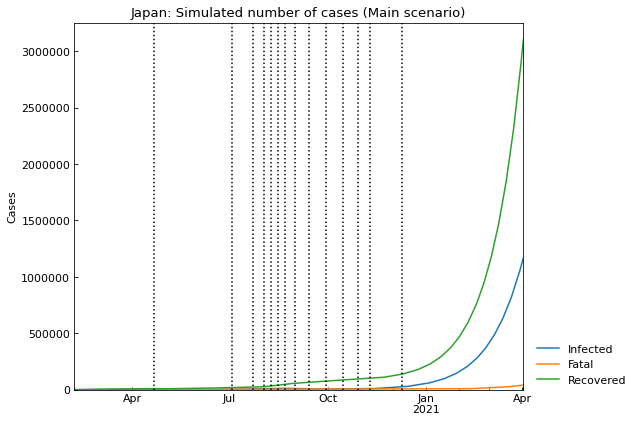 Japan: Simulated number of cases (Main scenario)
Cases
3000000
2500000
2000000
1500000
1000000
500000
0
Apr
Jul
Oct
Jan
2021
Apr
Infected
Fatal
Recovered